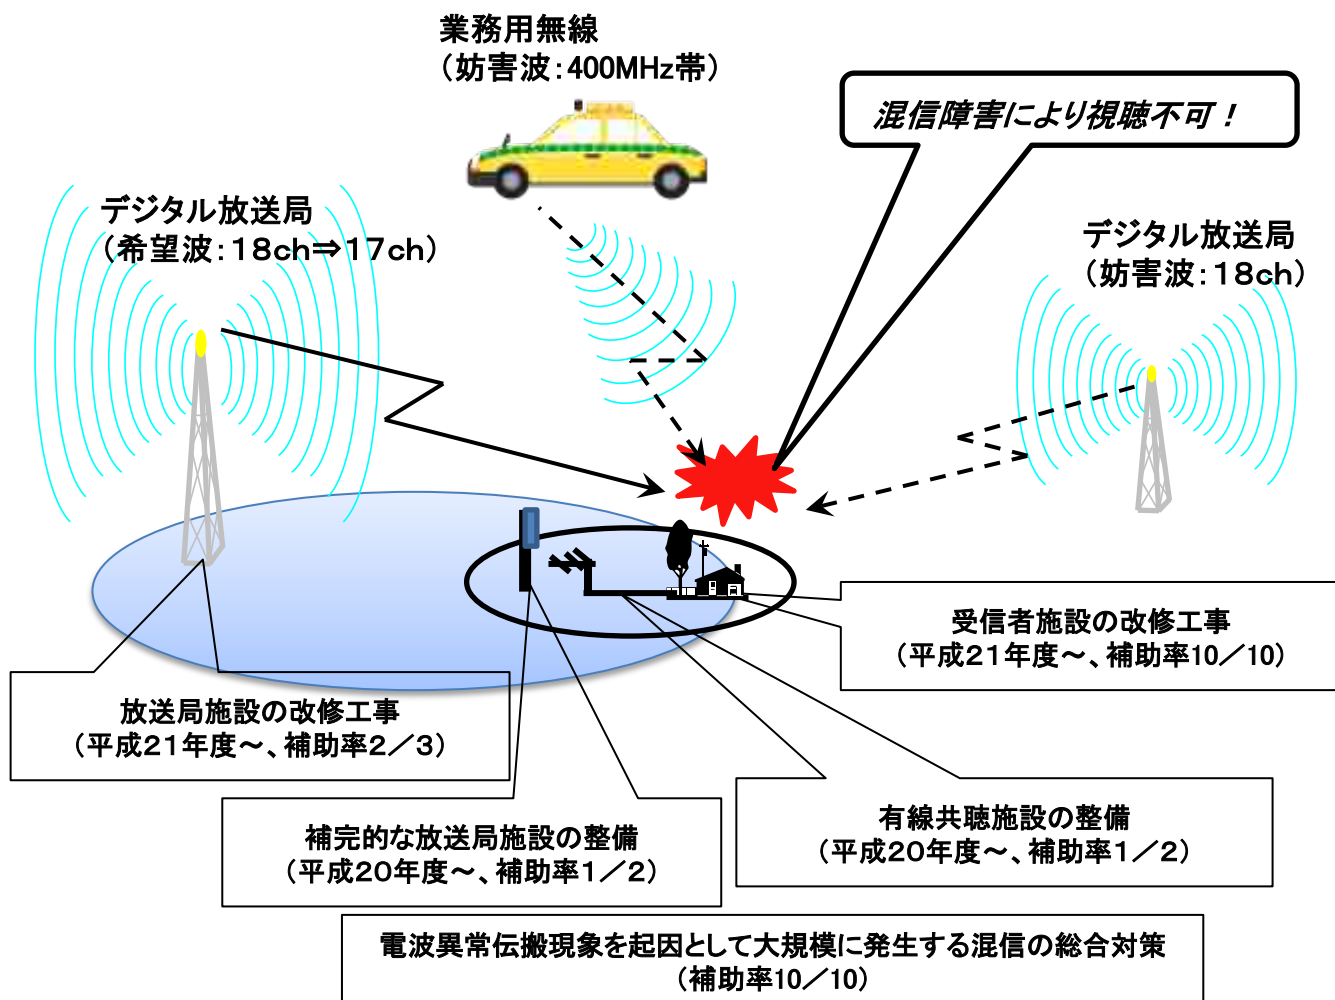 業務用無線
（妨害波：400MHz帯）
混信障害により視聴不可！
デジタル放送局
（希望波：18ch⇒17ch）
デジタル放送局
（妨害波：18ch）
受信者施設の改修工事
（平成21年度～、補助率10／10）
放送局施設の改修工事
（平成21年度～、補助率2／3）
有線共聴施設の整備
（平成20年度～、補助率1／2）
補完的な放送局施設の整備
（平成20年度～、補助率1／2）
電波異常伝搬現象を起因として大規模に発生する混信の総合対策
（補助率10／10）